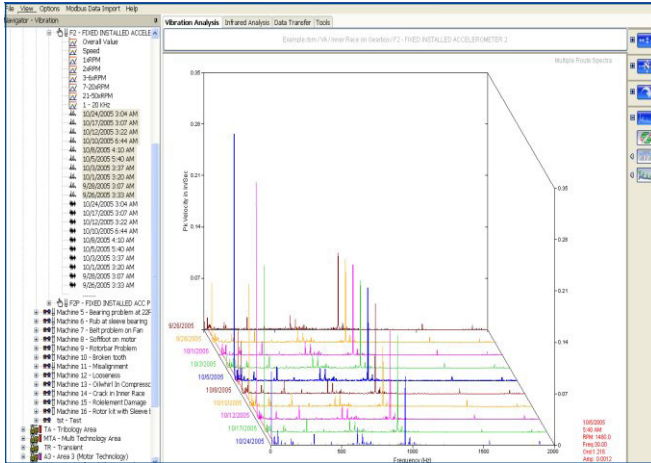 File View Options Modbus Data Import Help
Navigator - Vibration
Vibration Analysis Infrared Analysis Data Transfer Tools
F2 - FIXED INSTALLED ACCELE
Overall Value
Speed
1xRPM
2xRPM
3-6xRPM
7-20xRPM
21-50xRPM
1 - 20 KHz
10/24/2005 3:04 AM
10/17/2005 3:07 AM
10/12/2005 3:22 AM
10/10/2005 6:44 AM
10/8/2005 4:10 AM
10/5/2005 5:40 AM
10/3/2005 3:37 AM
10/1/2005 3:20 AM
9/28/2005 3:07 AM
9/26/2005 3:33 AM
10/24/2005 3:04 AM
10/17/2005 3:07 AM
10/12/2005 3:22 AM
10/10/2005 6:44 AM
10/8/2005 4:10 AM
10/5/2005 5:40 AM
10/3/2005 3:37 AM
10/1/2005 3:20 AM
9/28/2005 3:07 AM
9/26/2005 3:33 AM
F2P - FIXED INSTALLED ACC P
Machine 5 - Bearing problem at 22F
Machine 6 - Rub at sleeve bearing
Machine 7 - Belt problem on Fan
Machine 8 - Softfoot on motor
Machine 9 - Rotorbar Problem
Machine 10 - Broken tooth
Machine 11 - Misalignment
Machine 12 - Looseness
Machine 13 - Oilwhirl In Compresso
Machine 14 - Crack in Inner Race
Machine 15 - Rolelement Damage
Machine 16 - Rotor kit with Sleeve B
tst - Test
TA - Tribology Area
MTA - Multi Technology Area
TR - Transient
A3 - Area 3 (Motor Technology)
Inner Race on Gearbox/F2 - FIXED INSTALLED ACCELEROMETER 2
Multiple Route Spectra
Pk Velocity in In/Sec
0.35
0.28
0.21
0.14
0.07
9/26/2005
9/28/2005
10/1/2005
10/3/2005
10/5/2005
10/8/2005
10/12/2005
10/17/2005
10/24/2005
0.35
0.28
0.21
0.14
0.07
0
0
500
1000
1500
2000
Frequency(Hz)
10/5/2005
5:40 AM
RPM: 1480.0
Ord:1.218